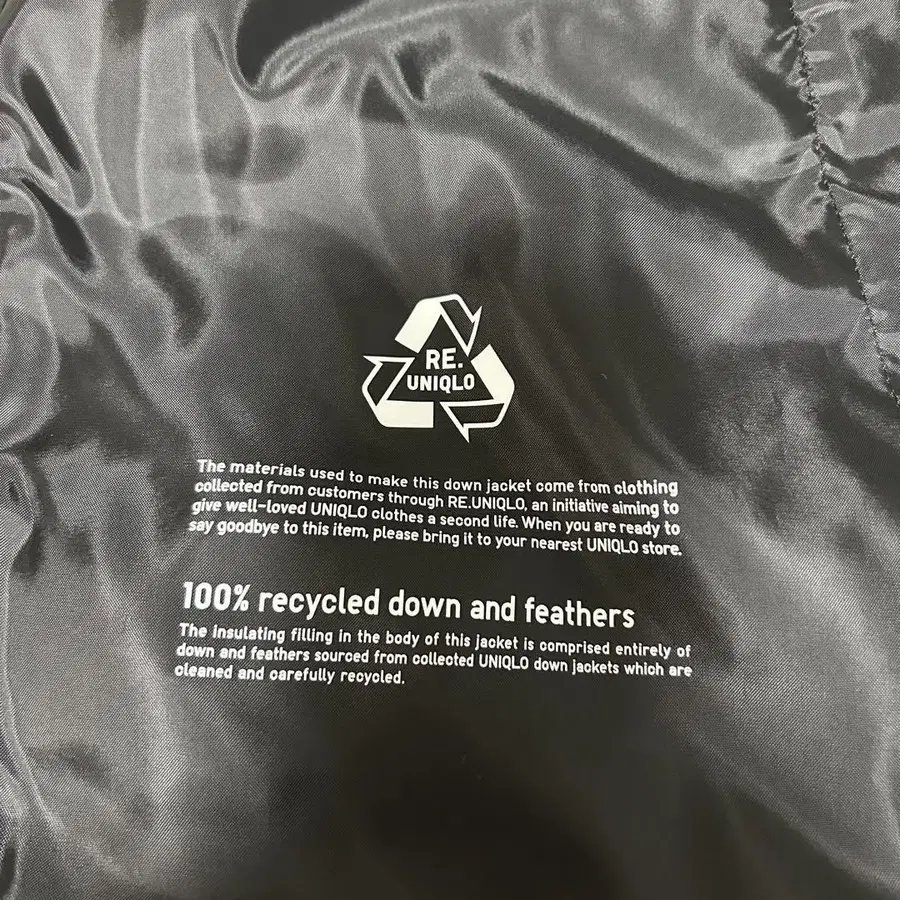 RE.
UNIQLO
The materials used to make this down jacket come from clothing
collected from customers through RE.UNIQLO, an initiative aiming to
give well-loved UNIQLO clothes a second life. When you are ready to
say goodbye to this item, please bring it to your nearest UNIQLO store.
100% recycled down and feathers
The insulating filling in the body of this jacket is comprised entirely of
down and feathers sourced from collected UNIQLO down jackets which are
cleaned and carefully recycled.